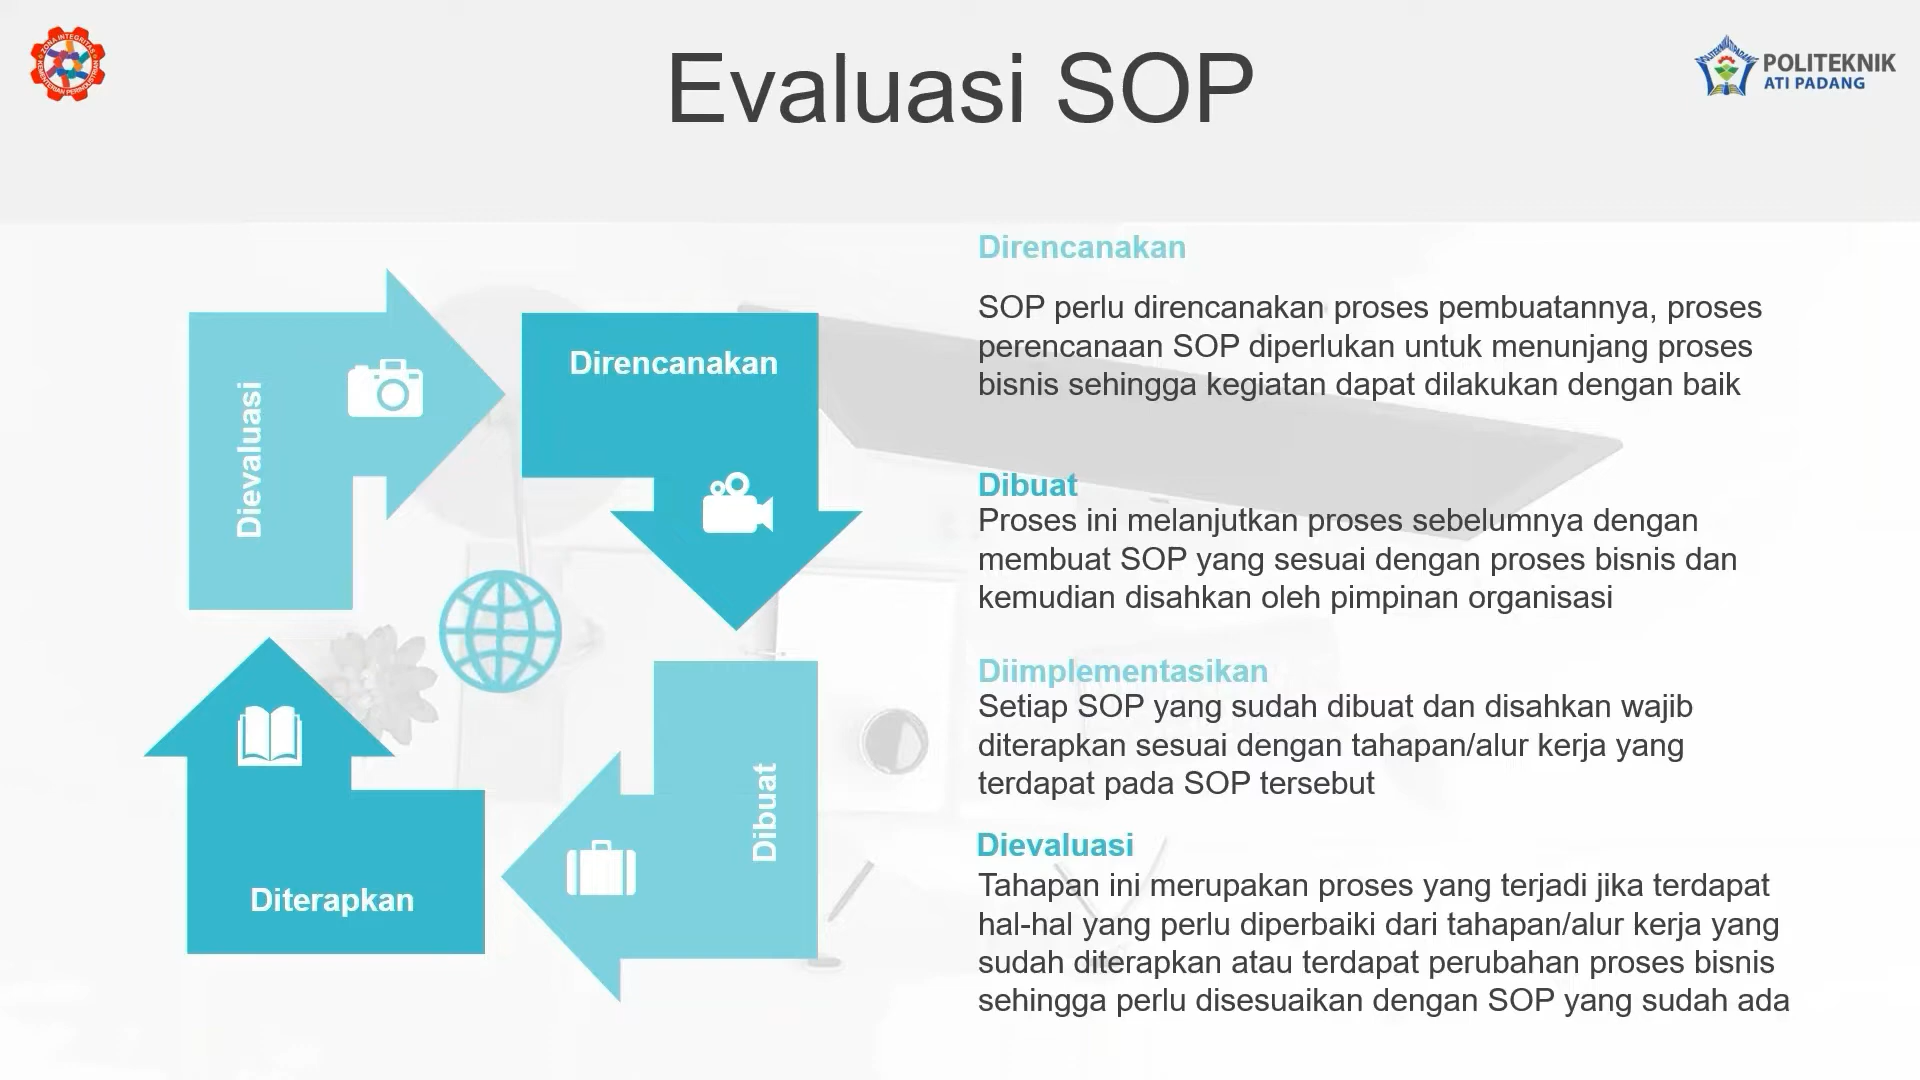 ZONA INTEGRITAS
KEMENTERIAN PERINDUSTRIAN
Evaluasi SOP
POLITEKNIK
ATI PADANG
Dievaluasi
Direncanakan
Dibuat
Diterapkan
Direncanakan
SOP perlu direncanakan proses pembuatannya, proses
perencanaan SOP diperlukan untuk menunjang proses
bisnis sehingga kegiatan dapat dilakukan dengan baik
Dibuat
Proses ini melanjutkan proses sebelumnya dengan
membuat SOP yang sesuai dengan proses bisnis dan
kemudian disahkan oleh pimpinan organisasi
Diimplementasikan
Setiap SOP yang sudah dibuat dan disahkan wajib
diterapkan sesuai dengan tahapan/alur kerja yang
terdapat pada SOP tersebut
Dievaluasi
Tahapan ini merupakan proses yang terjadi jika terdapat
hal-hal yang perlu diperbaiki dari tahapan/alur kerja yang
sudah diterapkan atau terdapat perubahan proses bisnis
sehingga perlu disesuaikan dengan SOP yang sudah ada